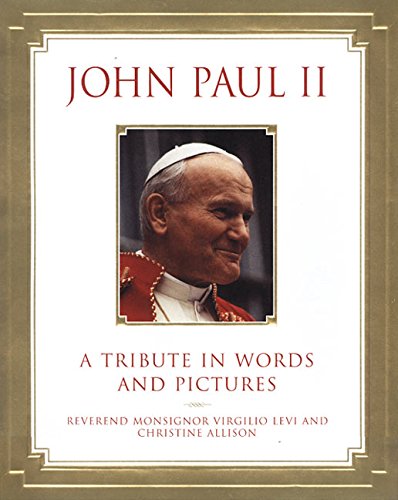 JOHN PAUL II
A TRIBUTE IN WORDS
AND PICTURES
REVEREND MONSIGNOR VIRGILIO LEVI AND
CHRISTINE ALLISON